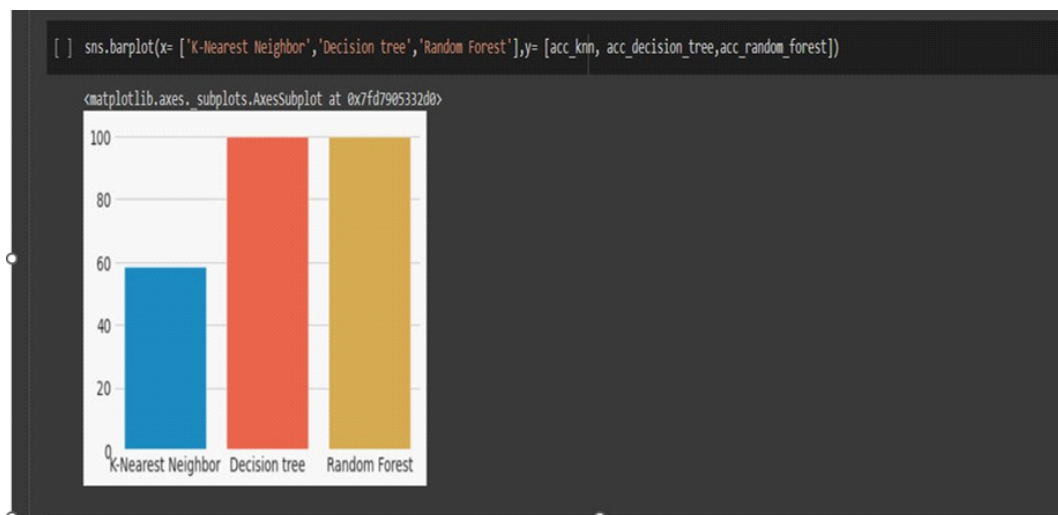 [ ] sns.barplot(x= ['K-Nearest Neighbor','Decision tree','Random Forest'],y= [acc_knn, acc_decision_tree,acc_random_forest])
<matplotlib.axes._subplots.AxesSubplot at 0x7fd7905332d0>
100
80
60
40
20
0
K-Nearest Neighbor Decision tree Random Forest